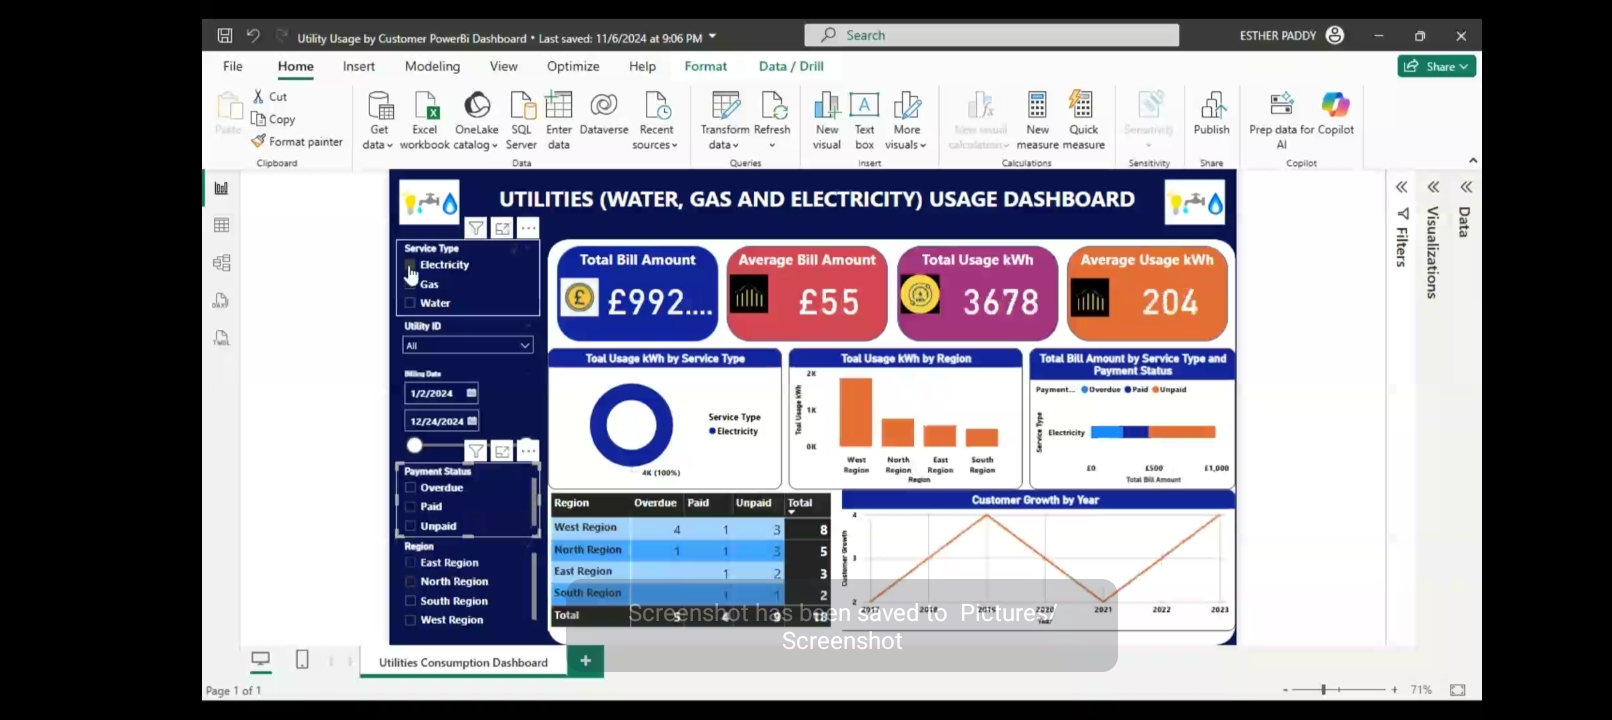 Utility Usage by Customer PowerBi Dashboard • Last saved: 11/6/2024 at 9:06 PM
Search
ESTHER PADDY
File Home Insert Modeling View Optimize Help Format Data / Drill
Share
Paste
Cut
Copy
Format painter
Get data
Excel workbook
OneLake catalog
SQL Server
Enter data
Dataverse
Recent sources
Transform data
Refresh
New visual
Text box
More visuals
New visual calculation
New measure
Quick measure
Sensitivity
Publish
Prep data for AI
Copilot
Clipboard Data Queries Insert Calculations Sensitivity Share Copilot
UTILITIES (WATER, GAS AND ELECTRICITY) USAGE DASHBOARD
Service Type
Electricity
Gas
Water
Utility ID
All
Billing Date
1/2/2024
12/24/2024
Payment Status
Overdue
Paid
Unpaid
Region
East Region
North Region
South Region
West Region
Total Bill Amount
£992....
Average Bill Amount
£55
Total Usage kWh
3678
Average Usage kWh
204
Toal Usage kWh by Service Type
Service Type
Electricity
4K (100%)
Toal Usage kWh by Region
Toal Usage kWh
2K
1K
0K
West Region
North Region
East Region
South Region
Region
Total Bill Amount by Service Type and
Payment Status
Payment... Overdue Paid Unpaid
Service Type
Electricity
£0 £500 £1,000
Total Bill Amount
Region Overdue Paid Unpaid Total
West Region 4 1 3 8
North Region 1 1 3 5
East Region 1 2 3
South Region 1 1 2
Total 5 4 9 18
Customer Growth by Year
Customer Growth
4
3
2
2017 2018 2019 2020 2021 2022 2023
Year
Screenshot has been saved to Pictures/
Screenshot
Filters
Visualizations
Data
Utilities Consumption Dashboard
Page 1 of 1
71%